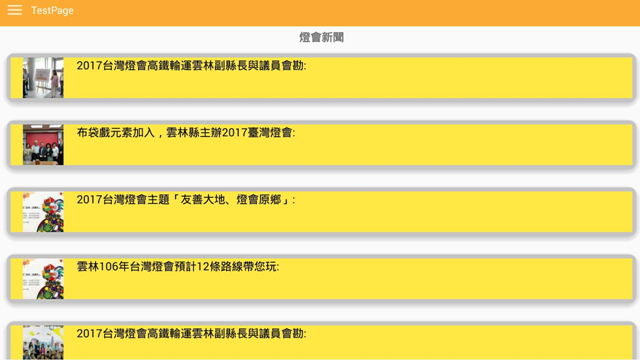 TestPage
燈會新聞
2017台灣燈會高鐵輸運雲林副縣長與議員會勘:
布袋戲元素加入，雲林縣主辦2017臺灣燈會:
2017台灣燈會主題「友善大地、燈會原鄉」:
雲林106年台灣燈會預計12條路線帶您玩:
2017台灣燈會高鐵輸運雲林副縣長與議員會勘: